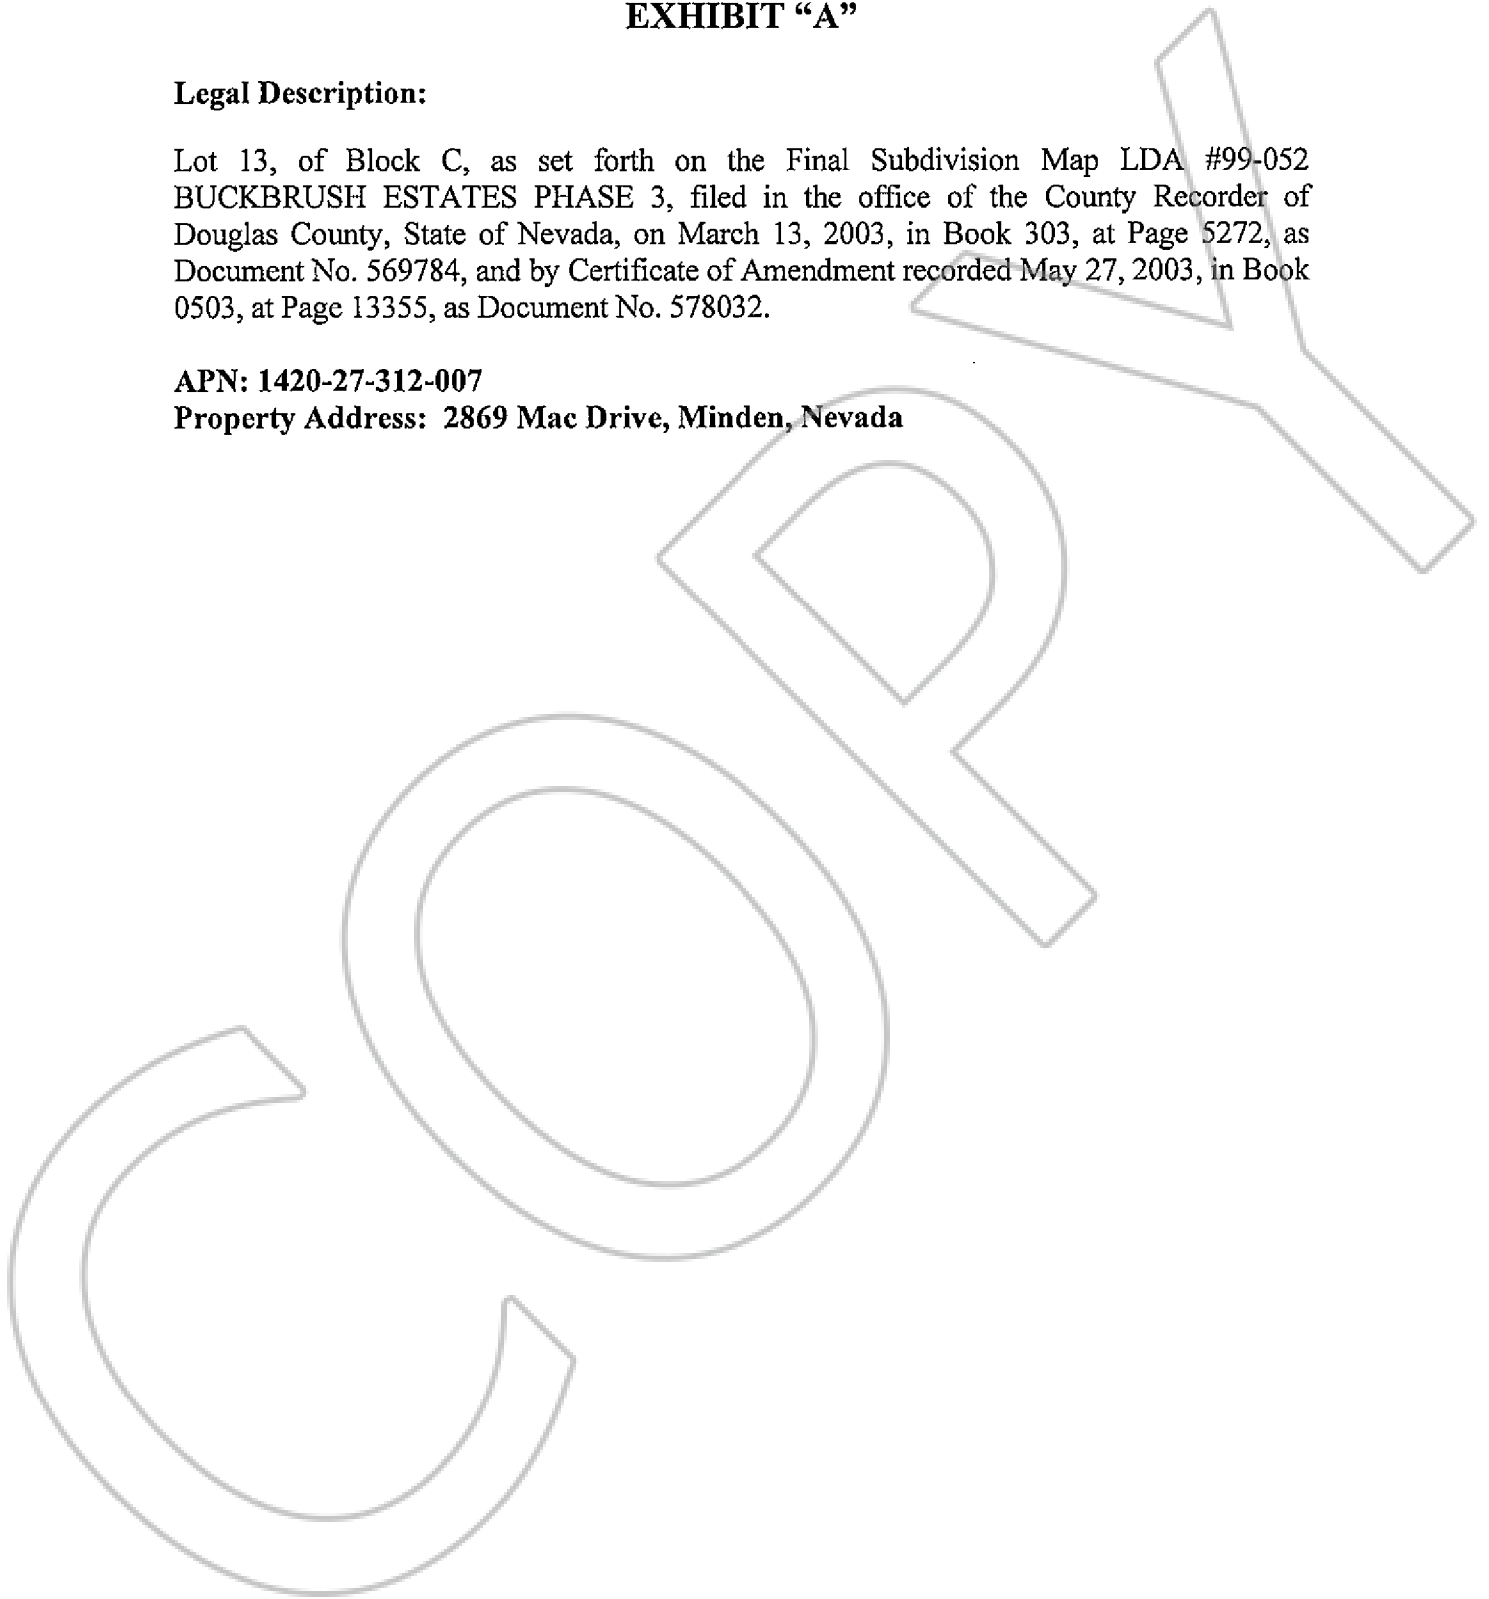 EXHIBIT “A”
Legal Description:
Lot 13, of Block C, as set forth on the Final Subdivision Map LDA #99-052
BUCKBRUSH ESTATES PHASE 3, filed in the office of the County Recorder of
Douglas County, State of Nevada, on March 13, 2003, in Book 303, at Page 5272, as
Document No. 569784, and by Certificate of Amendment recorded May 27, 2003, in Book
0503, at Page 13355, as Document No. 578032.
APN: 1420-27-312-007
Property Address: 2869 Mac Drive, Minden, Nevada
COPY